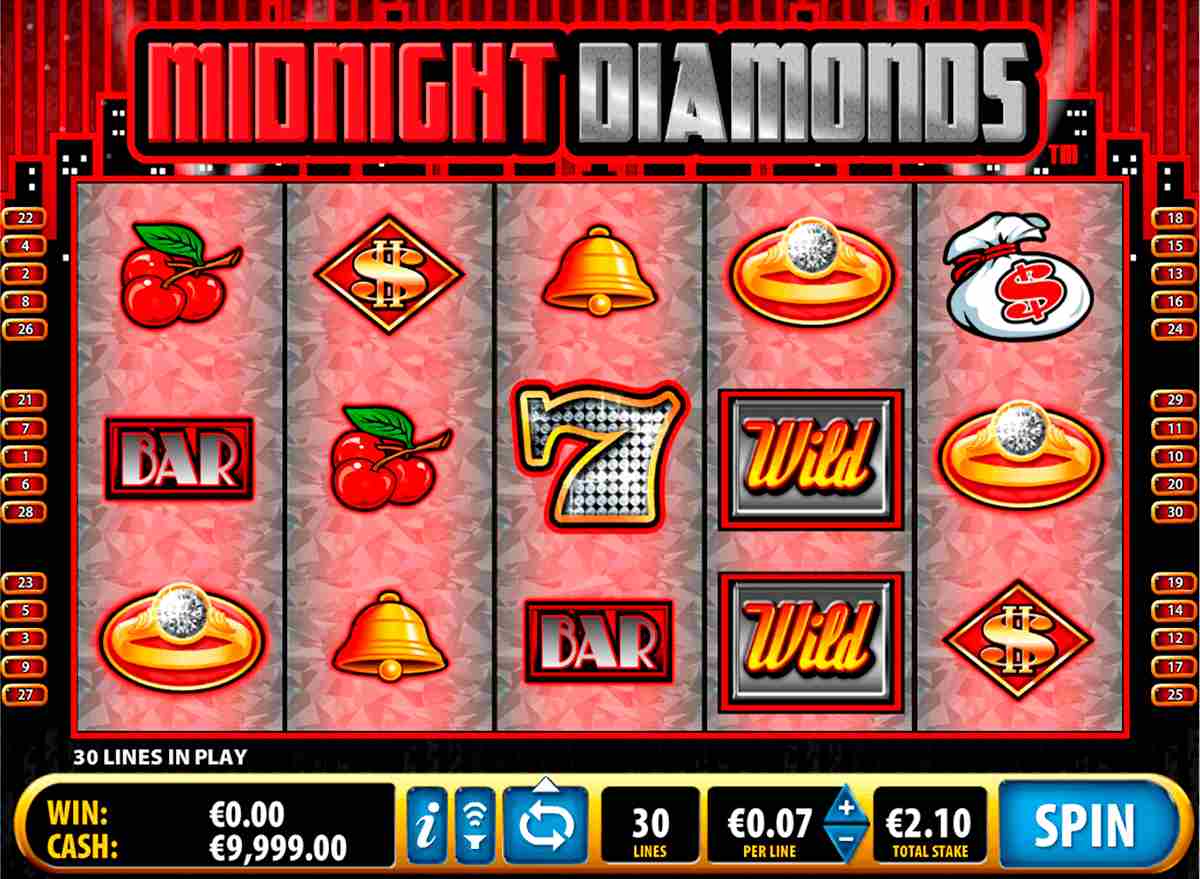 MIDNIGHT DIAMONDS
TM
22 18
4 15
2 $ 13
8 $ 16
26 24
21 29
7 11
1 BAR 7 Wild 10
6 20
28 30
23 19
5 14
3 BAR Wild $ 12
9 17
27 25
30 LINES IN PLAY
WIN: €0.00
CASH: €9,999.00
i
30
LINES
€0.07
PER LINE
+
-
€2.10
TOTAL STAKE
SPIN